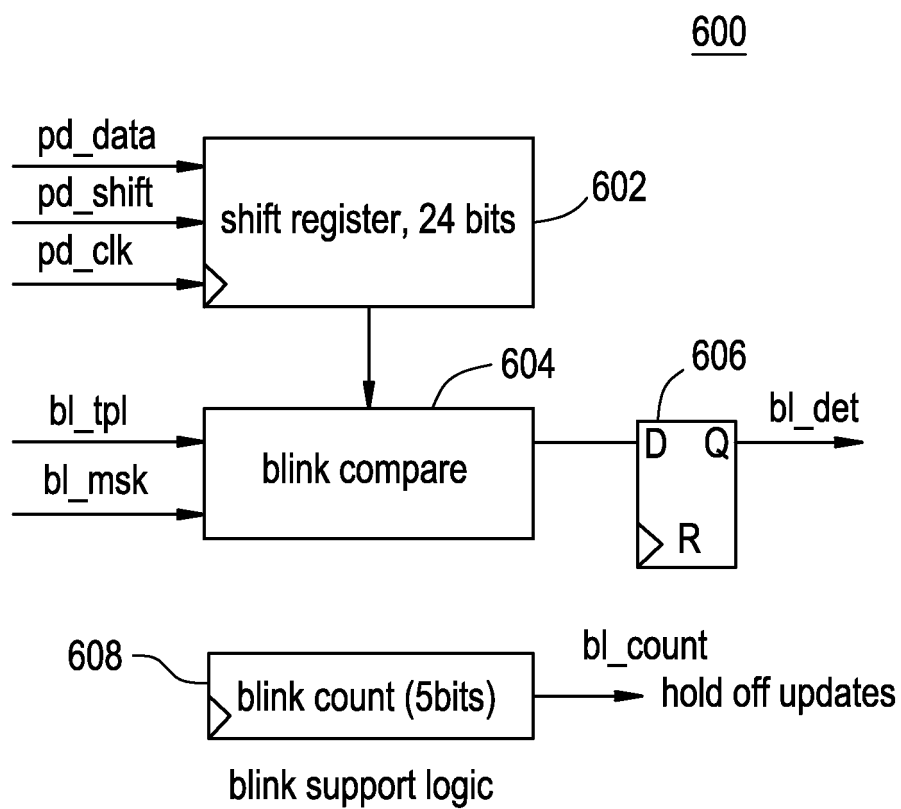 600
pd_data
pd_shift
pd_clk
shift register, 24 bits
602
604
606
bl_tpl
bl_msk
blink compare
D Q
R
bl_det
608
blink count (5bits)
bl_count
hold off updates
blink support logic